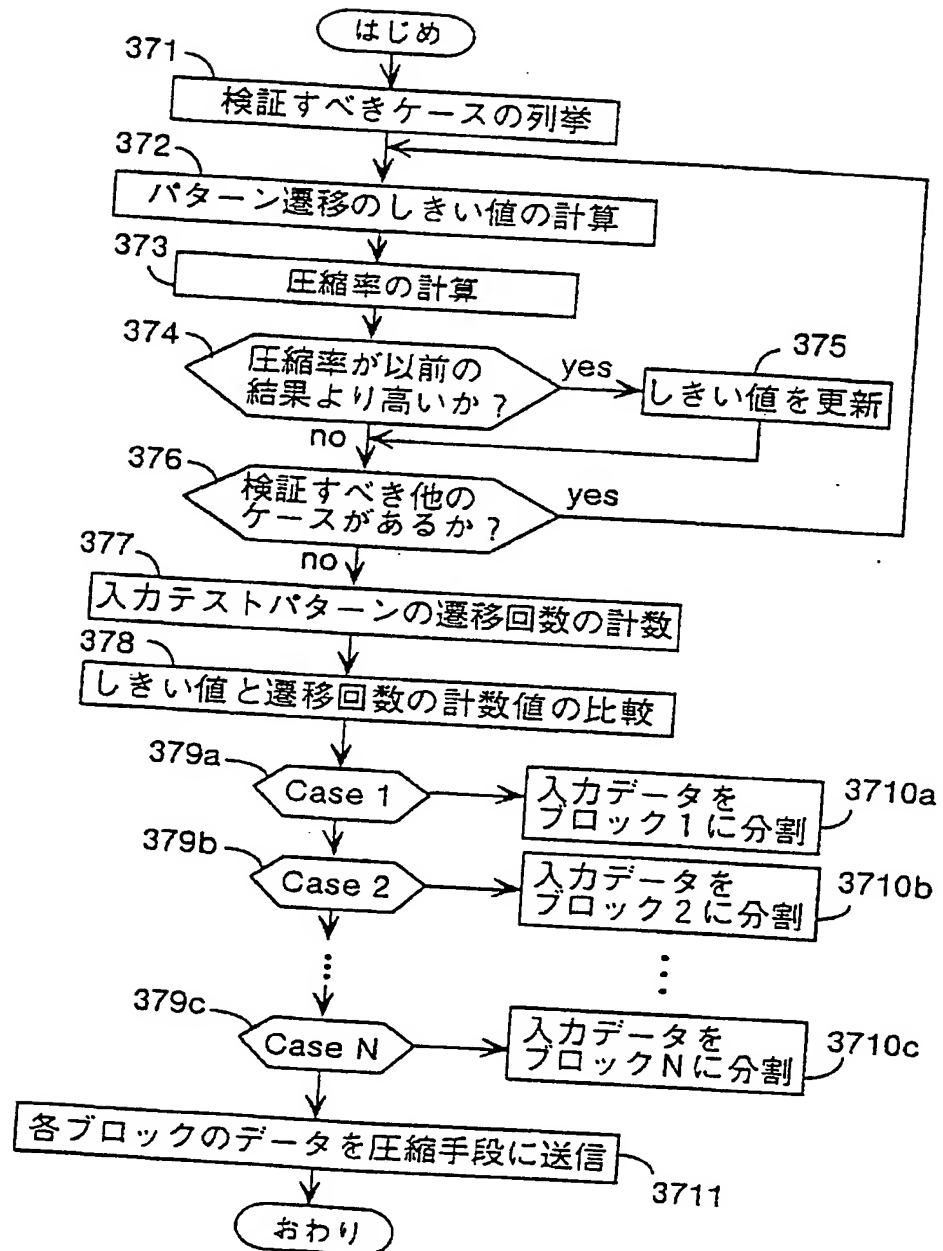 はじめ
371
検証すべきケースの列挙
372
パターン遷移のしきい値の計算
373
圧縮率の計算
374
圧縮率が以前の
結果より高いか?
yes
375
しきい値を更新
no
376
検証すべき他の
ケースがあるか?
yes
no
377
入力テストパターンの遷移回数の計数
378
しきい値と遷移回数の計数値の比較
379a
Case 1
入力データを
ブロック1に分割
3710a
379b
Case 2
入力データを
ブロック2に分割
3710b
379c
Case N
入力データを
ブロックNに分割
3710c
各ブロックのデータを圧縮手段に送信
3711
おわり